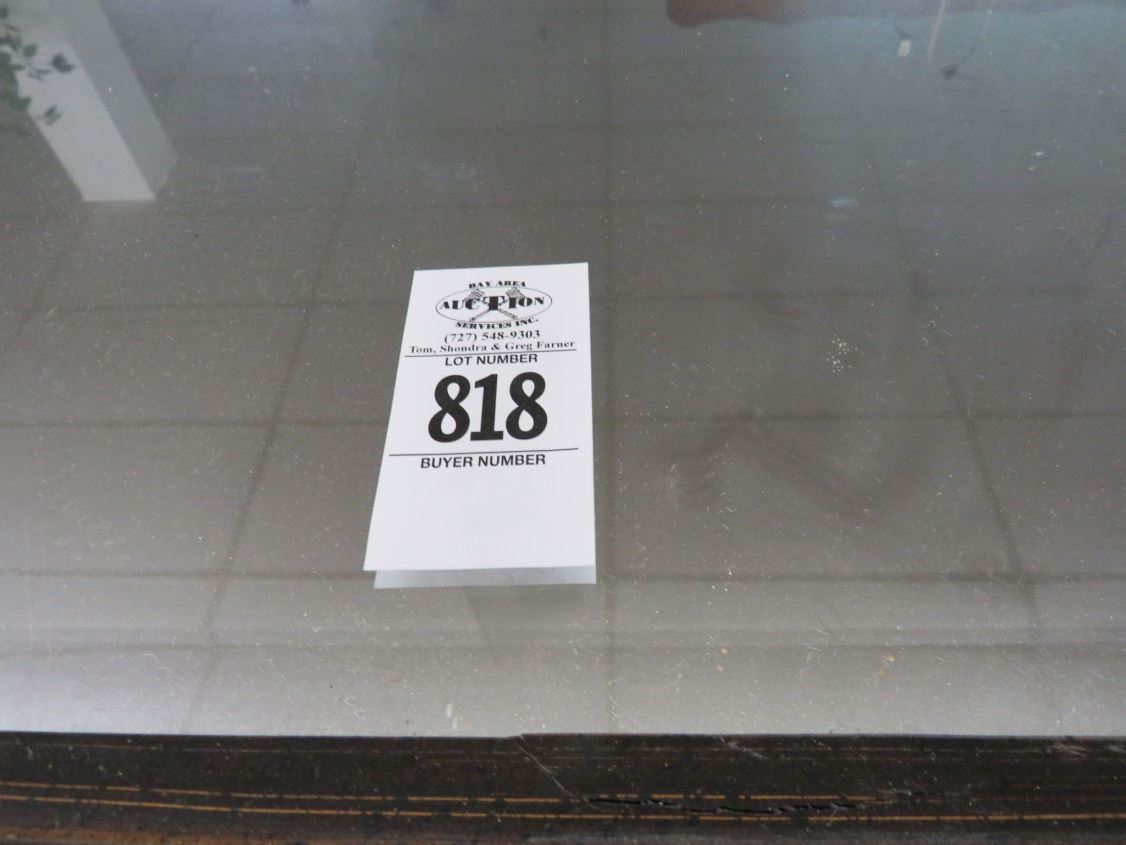 BAY AREA
AUCTION
SERVICES INC.
(727) 548-9303
Tom, Shondra & Greg Farner
LOT NUMBER
818
BUYER NUMBER